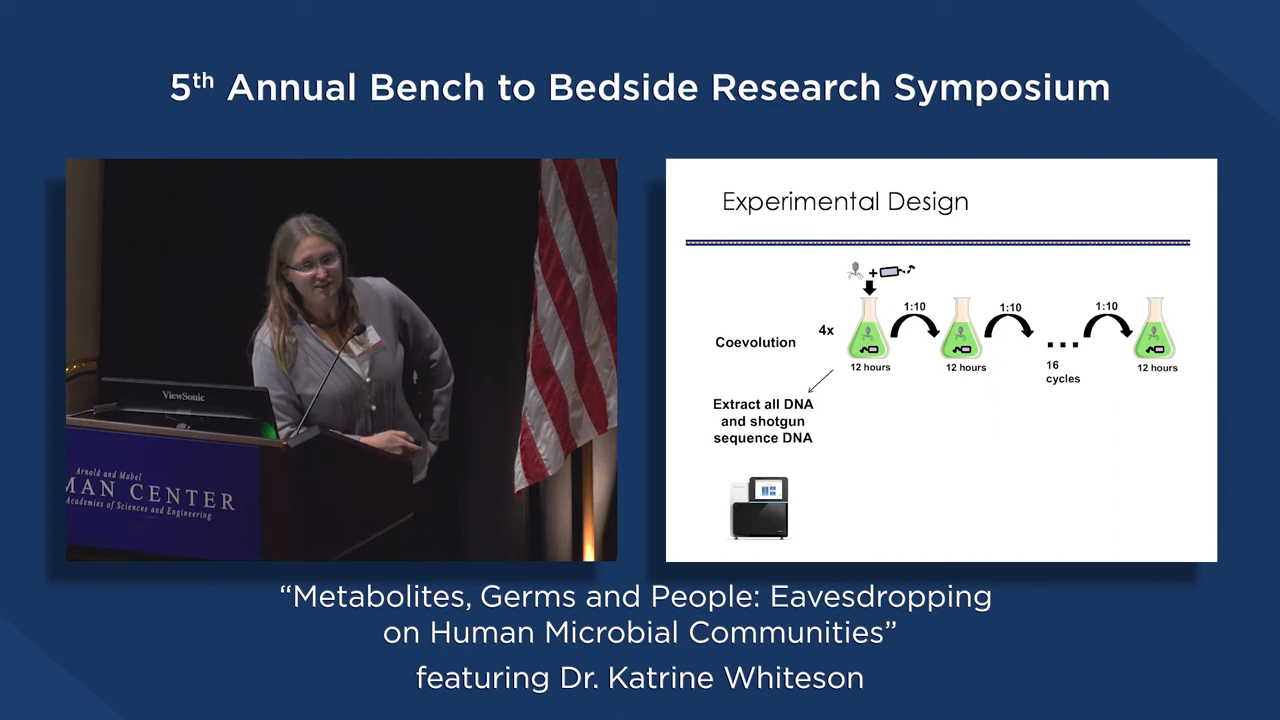 5th Annual Bench to Bedside Research Symposium
ViewSonic
Arnold and Mabel
MAN CENTER
Academies of Sciences and Engineering
Experimental Design
+
1:10
1:10
1:10
Coevolution
4x
...
12 hours
12 hours
16
cycles
12 hours
Extract all DNA
and shotgun
sequence DNA
“Metabolites, Germs and People: Eavesdropping
on Human Microbial Communities”
featuring Dr. Katrine Whiteson